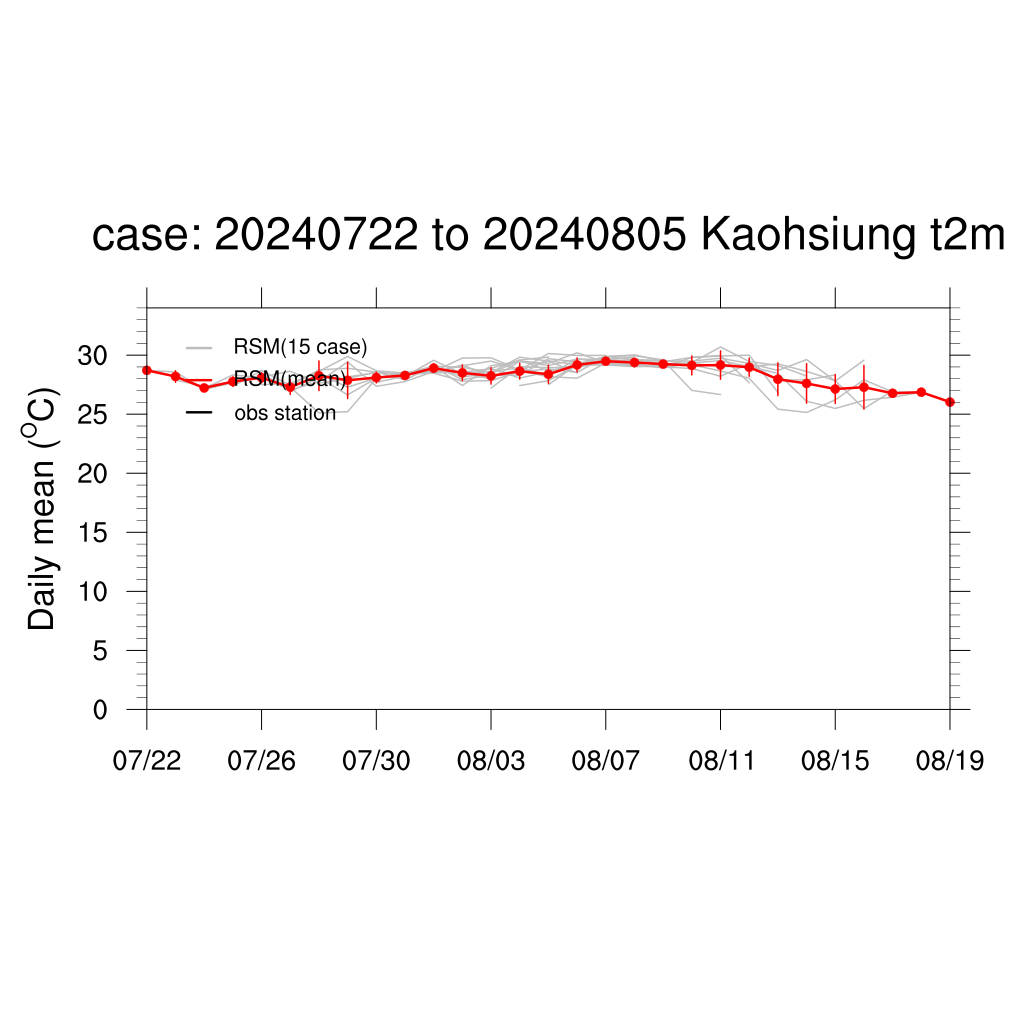 case: 20240722 to 20240805 Kaohsiung t2m
RSM(15 case)
RSM(mean)
obs station
Daily mean (°C)
30
25
20
15
10
5
0
07/22 07/26 07/30 08/03 08/07 08/11 08/15 08/19